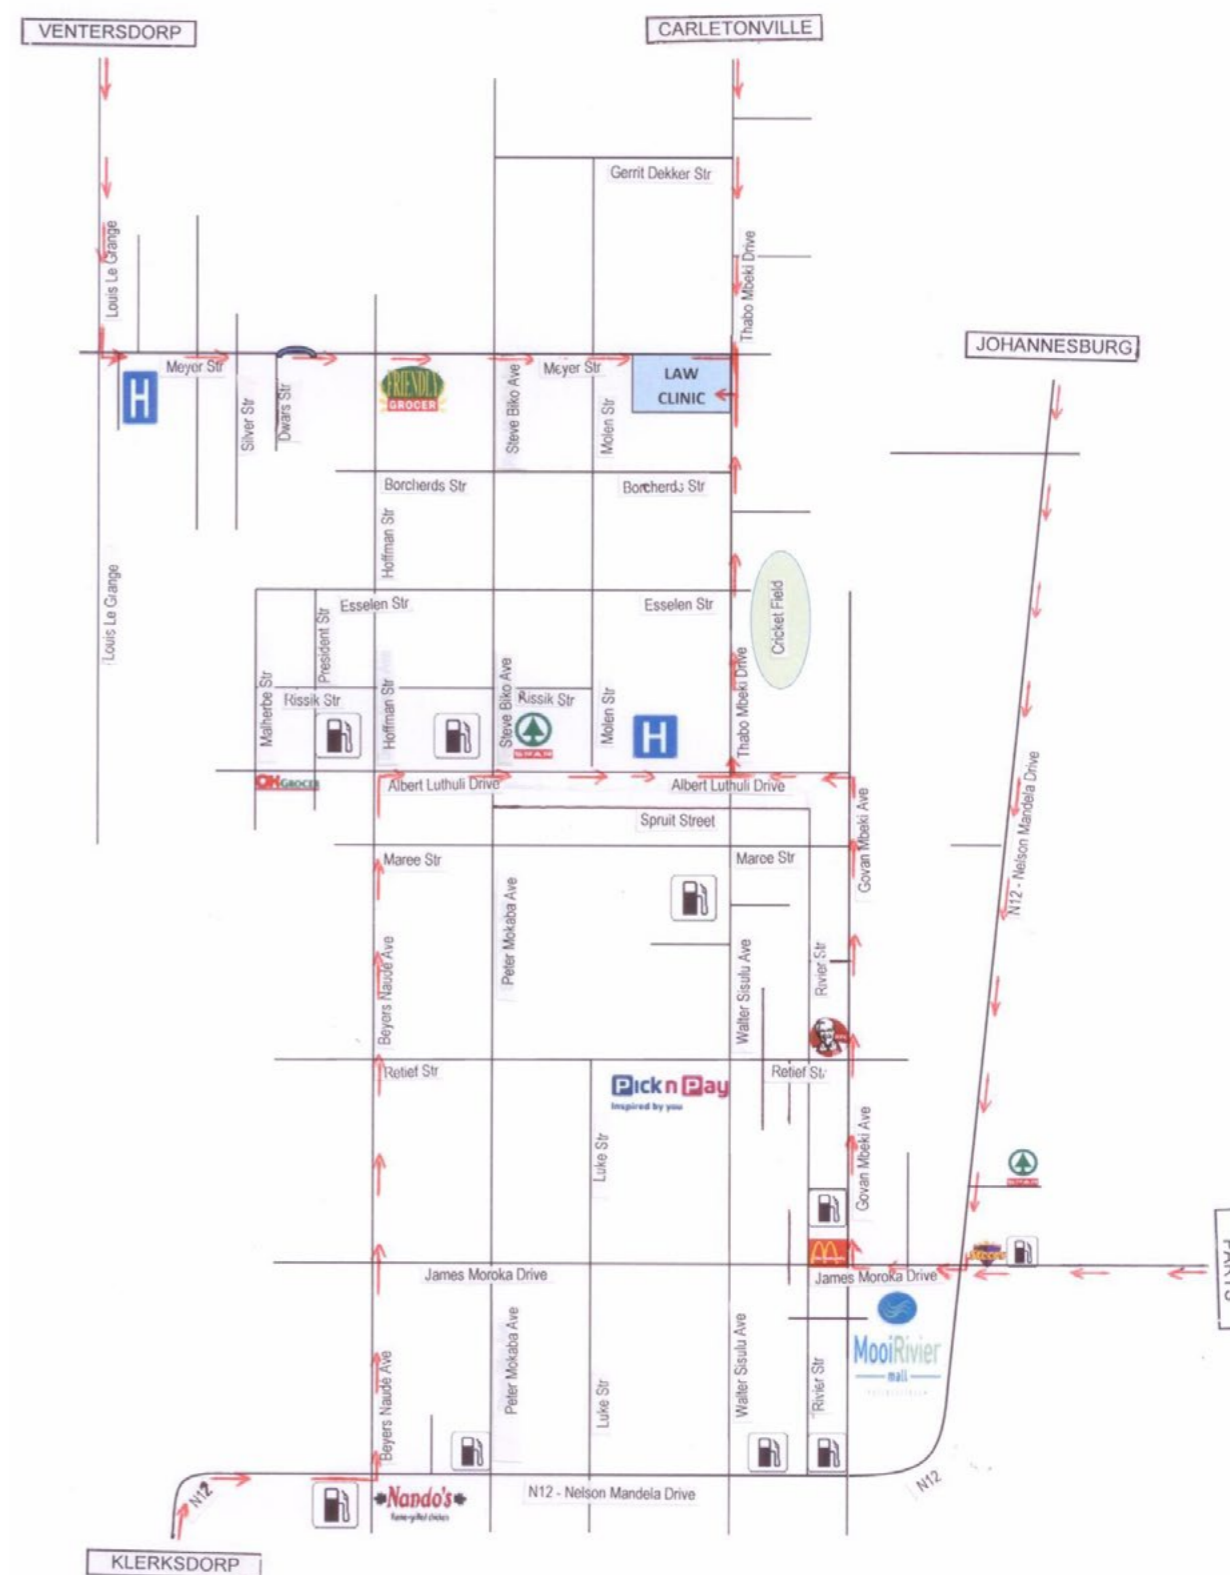 VENTERSDORP
CARLETONVILLE
Gerrit Dekker Str
Louis Le Grange
Thabo Mbeki Drive
JOHANNESBURG
Meyer Str
Meyer Str
LAW
CLINIC
H
FRIENDLY
GROCER
Silver Str
Dwars Str
Steve Biko Ave
Molen Str
Borcherds Str
Borcherds Str
Hoffman Str
Louis Le Grange
Esselen Str
Esselen Str
Cricket Field
President Str
Malherbe Str
Rissik Str
Hoffman Str
Steve Biko Ave
Rissik Str
SPAR
Molen Str
H
Thabo Mbeki Drive
N12 - Nelson Mandela Drive
OK GROCER
Albert Luthuli Drive
Albert Luthuli Drive
Spruit Street
Maree Str
Maree Str
Govan Mbeki Ave
Peter Mokaba Ave
Beyers Naude Ave
Walter Sisulu Ave
Rivier Str
KFC
Retief Str
Pick n Pay
Inspired by you
Retief Str
Luke Str
Govan Mbeki Ave
SPAR
James Moroka Drive
James Moroka Drive
MooiRivier
mall
Beyers Naude Ave
Peter Mokaba Ave
Luke Str
Walter Sisulu Ave
Rivier Str
N12
Nando's
N12 - Nelson Mandela Drive
N12
KLERKSDORP